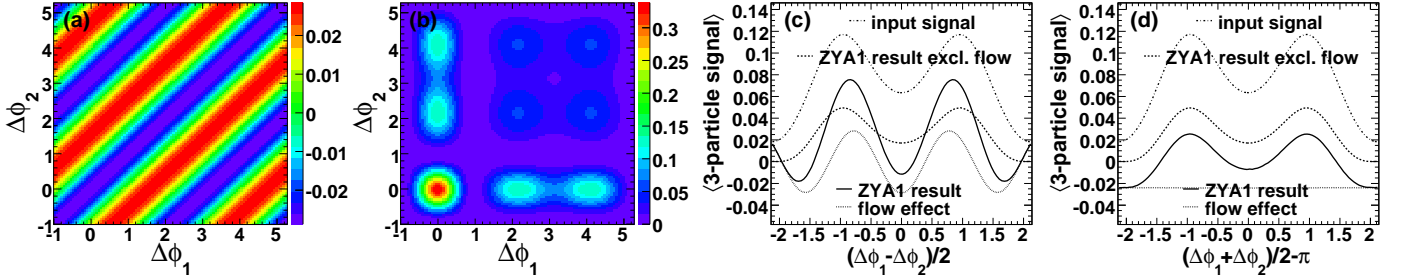 (a)
5
4
3
2
1
0
-1
Δϕ2
-1 0 1 2 3 4 5
Δϕ1
0.02
0.01
0
-0.01
-0.02
(b)
5
4
3
2
1
0
-1
Δϕ2
-1 0 1 2 3 4 5
Δϕ1
0.3
0.25
0.2
0.15
0.1
0.05
0
(c)
⟨3-particle signal⟩
0.14
0.12
0.1
0.08
0.06
0.04
0.02
0
-0.02
-0.04
input signal
ZYA1 result excl. flow
ZYA1 result
flow effect
-2 -1.5 -1 -0.5 0 0.5 1 1.5 2
(Δϕ1-Δϕ2)/2
(d)
⟨3-particle signal⟩
0.14
0.12
0.1
0.08
0.06
0.04
0.02
0
-0.02
-0.04
input signal
ZYA1 result excl. flow
ZYA1 result
flow effect
-2 -1.5 -1 -0.5 0 0.5 1 1.5 2
(Δϕ1+Δϕ2)/2-π